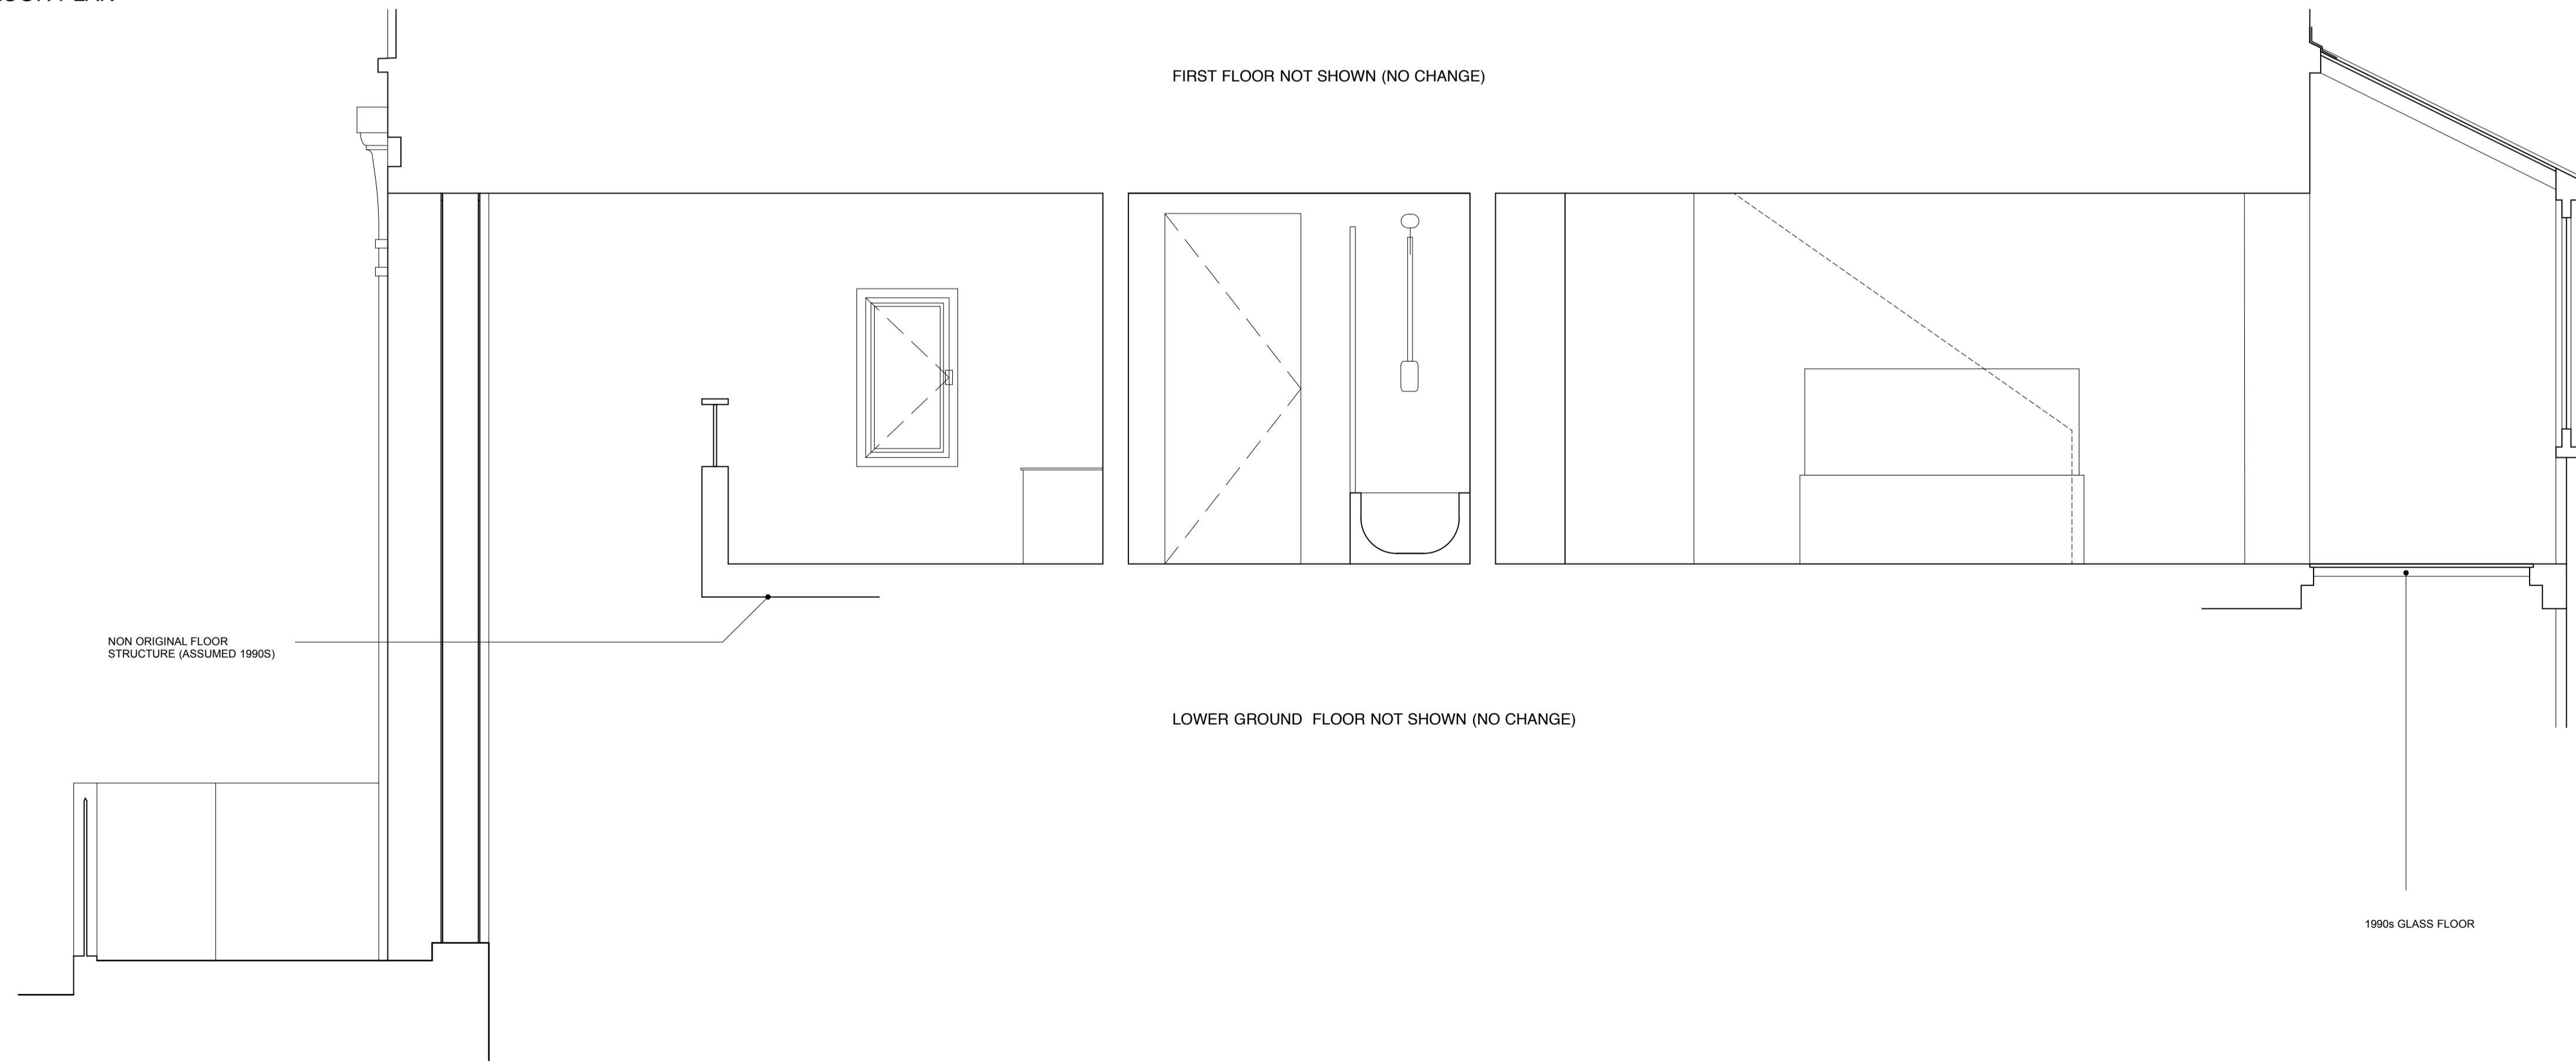 FIRST FLOOR NOT SHOWN (NO CHANGE)
NON ORIGINAL FLOOR
STRUCTURE (ASSUMED 1990S)
LOWER GROUND FLOOR NOT SHOWN (NO CHANGE)
1990s GLASS FLOOR